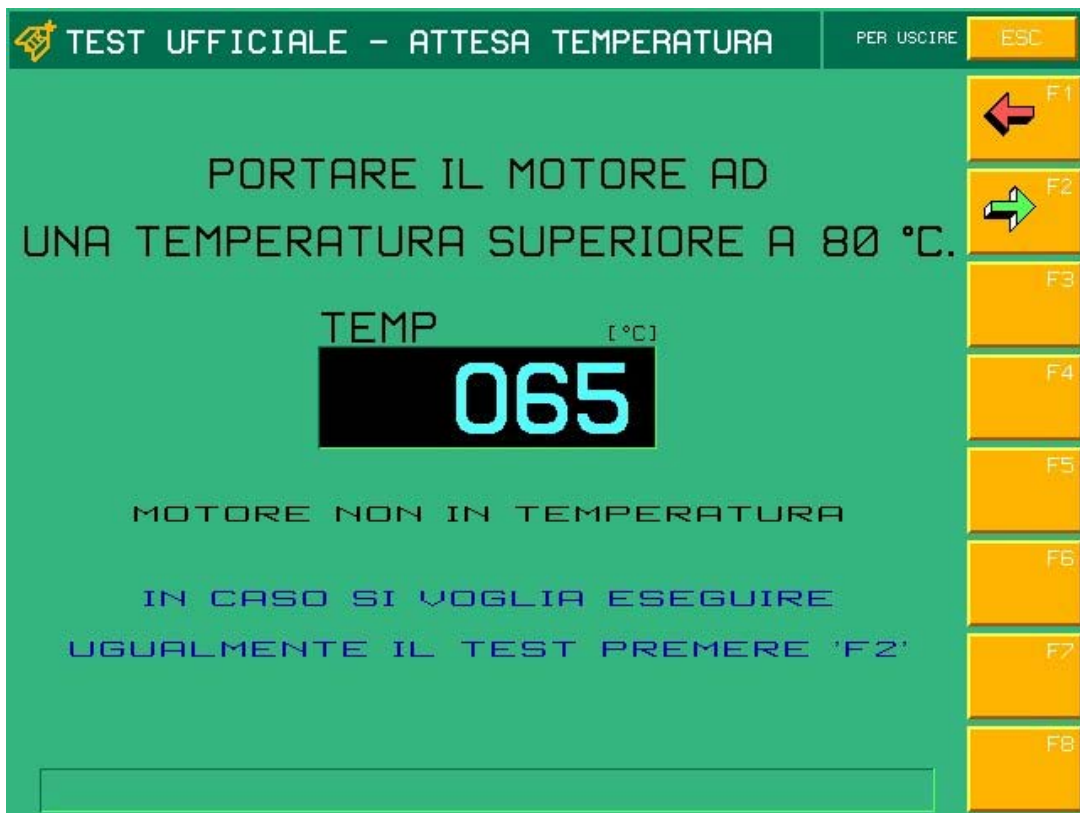 TEST UFFICIALE - ATTESA TEMPERATURA
PER USCIRE
ESC
F1
F2
PORTARE IL MOTORE AD
UNA TEMPERATURA SUPERIORE A 80 °C.
F3
TEMP [°C]
065
F4
F5
MOTORE NON IN TEMPERATURA
F6
IN CASO SI VOGLIA ESEGUIRE
UGUALMENTE IL TEST PREMERE 'F2'
F7
F8